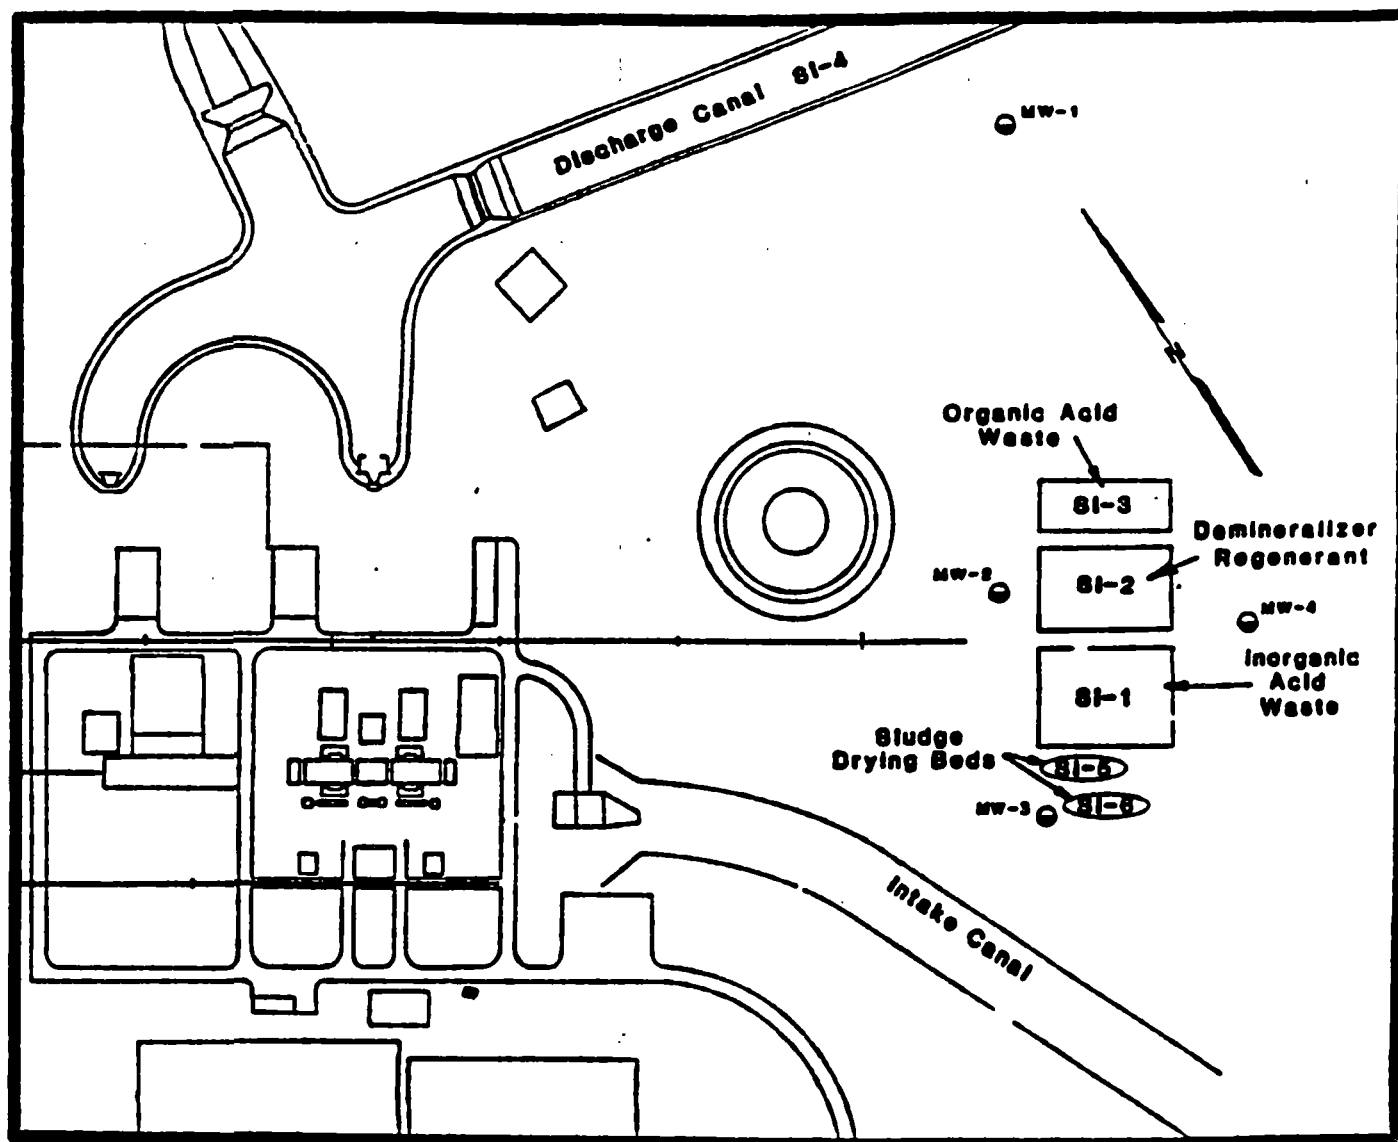 Discharge Canal SI-4
MW-1
N
Organic Acid
Waste
SI-3
Demineralizer
Regenerant
MW-2
SI-2
MW-4
Inorganic
Acid
Waste
SI-1
Sludge
Drying Beds
SI-5
SI-6
MW-3
Intake Canal